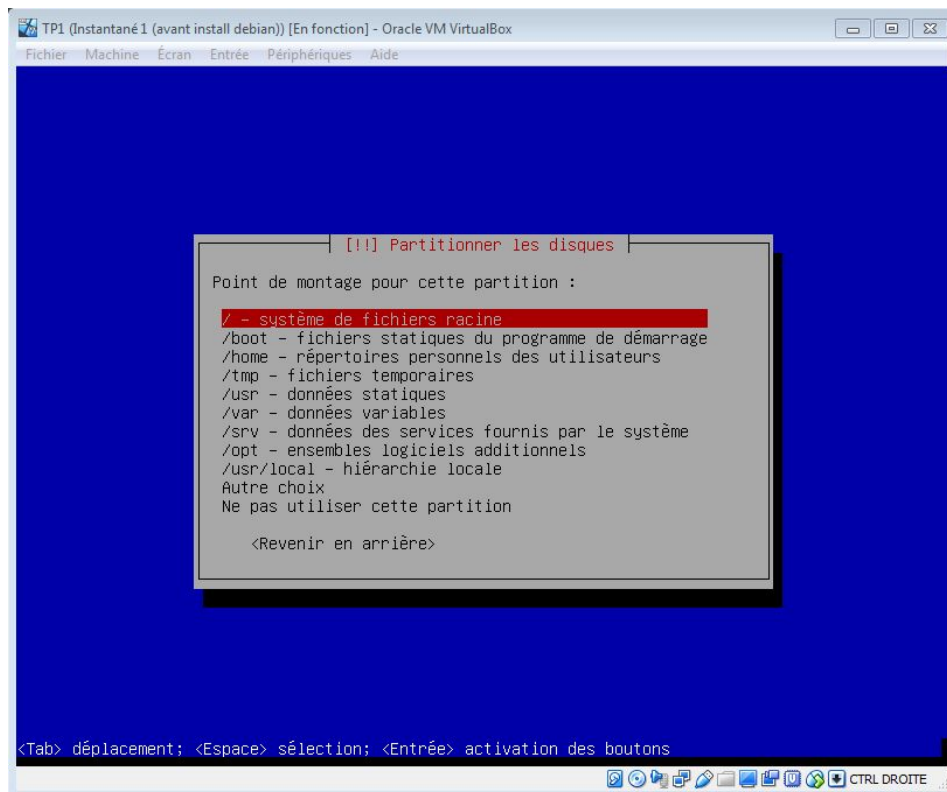 TP1 (Instantané 1 (avant install debian)) [En fonction] - Oracle VM VirtualBox
Fichier Machine Écran Entrée Périphériques Aide
[!!] Partitionner les disques
Point de montage pour cette partition :
/ - système de fichiers racine
/boot - fichiers statiques du programme de démarrage
/home - répertoires personnels des utilisateurs
/tmp - fichiers temporaires
/usr - données statiques
/var - données variables
/srv - données des services fournis par le système
/opt - ensembles logiciels additionnels
/usr/local - hiérarchie locale
Autre choix
Ne pas utiliser cette partition
<Revenir en arrière>
<Tab> déplacement; <Espace> sélection; <Entrée> activation des boutons
CTRL DROITE